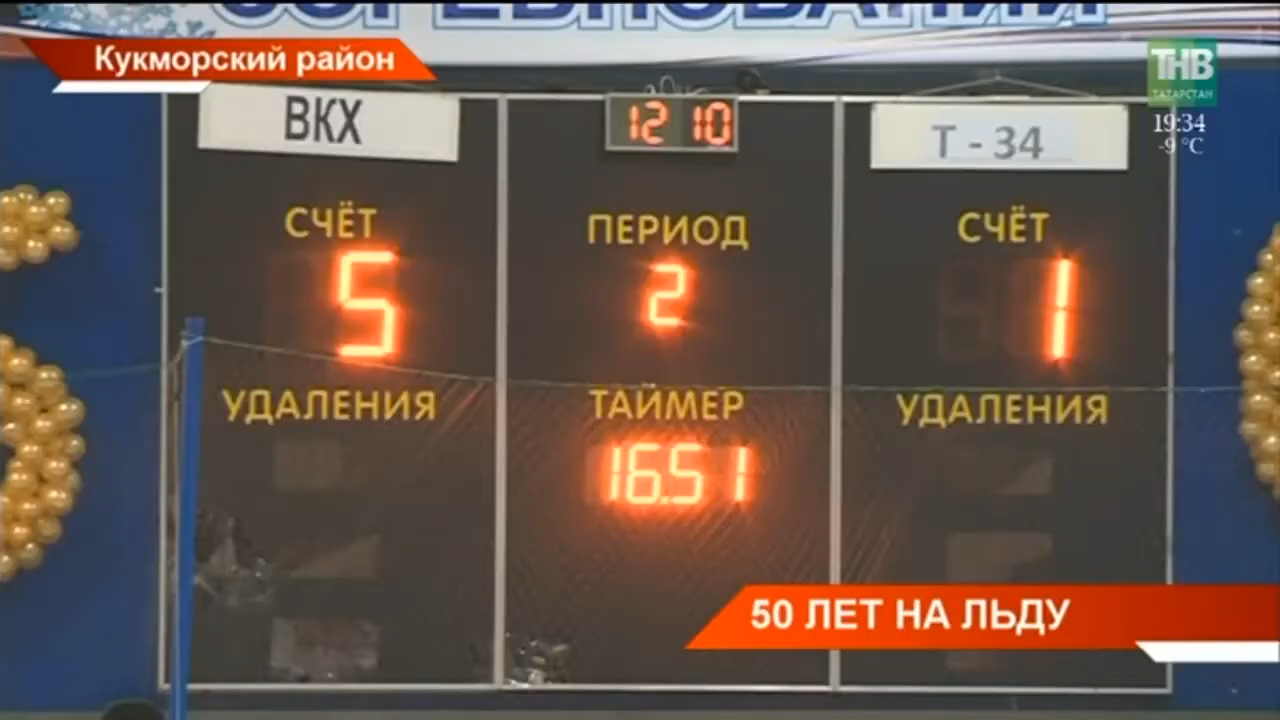 СОРЕВНОВАНИЙ
Кукморский район
ТНВ
ТАТАРСТАН
19:34
-9 °C
ВКХ
12 10
Т - 34
СЧЁТ
ПЕРИОД
СЧЁТ
5
2
1
УДАЛЕНИЯ
ТАЙМЕР
УДАЛЕНИЯ
16.51
50 ЛЕТ НА ЛЬДУ